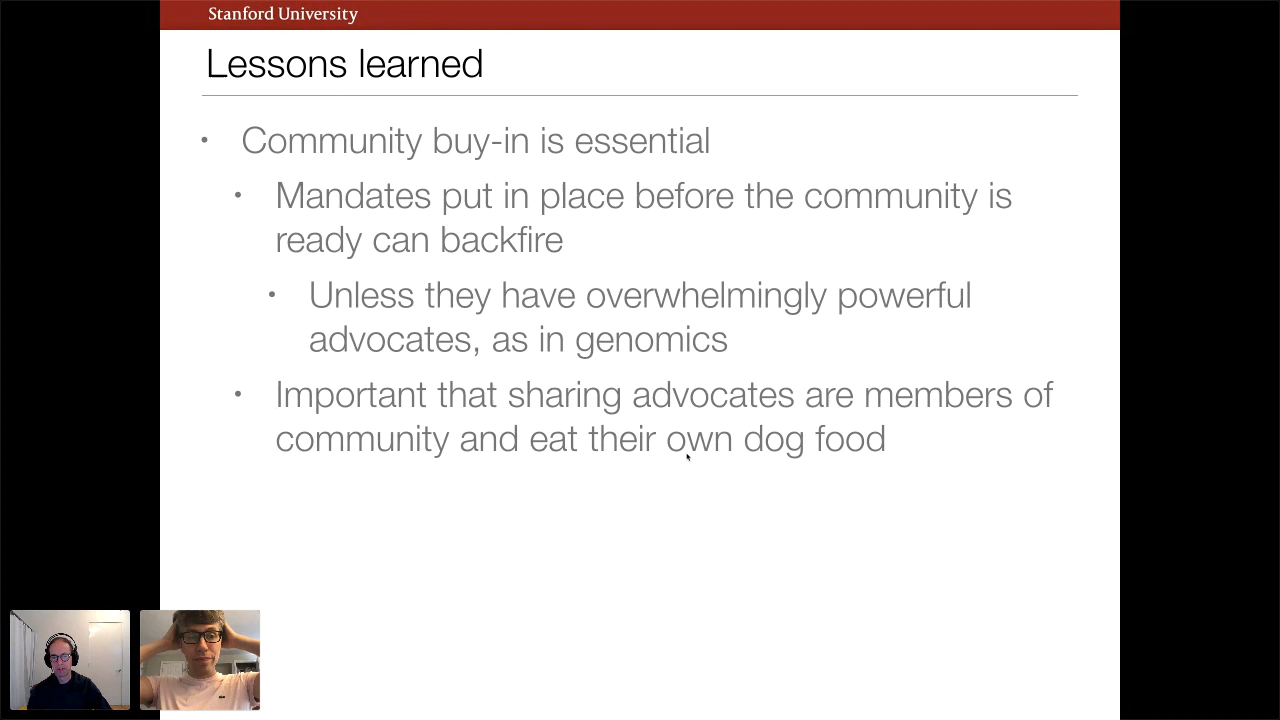 Stanford University
Lessons learned
• Community buy-in is essential
• Mandates put in place before the community is
ready can backfire
• Unless they have overwhelmingly powerful
advocates, as in genomics
• Important that sharing advocates are members of
community and eat their own dog food